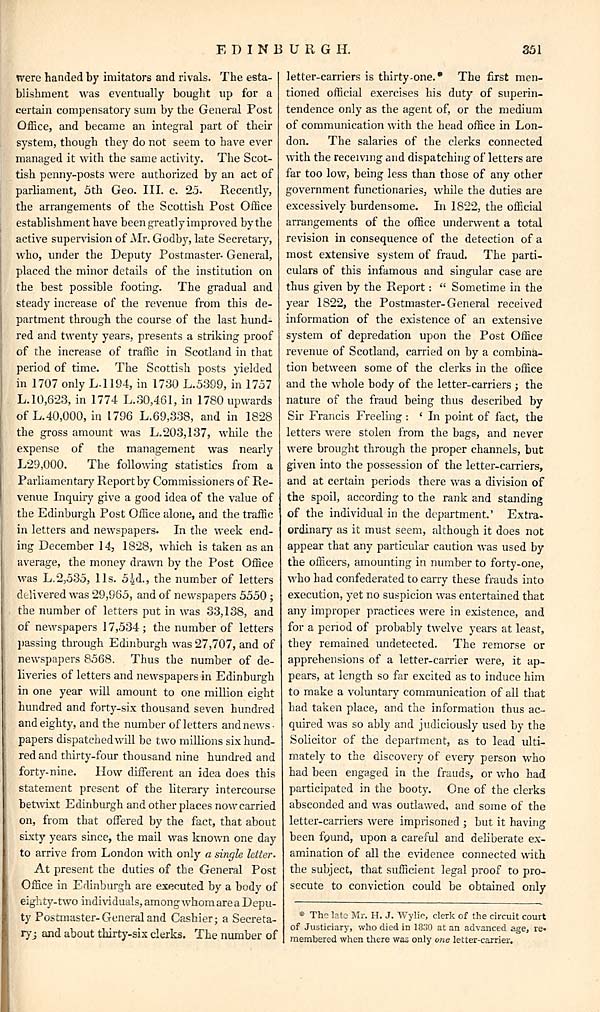 EDINBURGH. 351
were handed by imitators and rivals. The esta-
blishment was eventually bought up for a
certain compensatory sum by the General Post
Office, and became an integral part of their
system, though they do not seem to have ever
managed it with the same activity. The Scot-
tish penny-posts were authorized by an act of
parliament, 5th Geo. III. c. 25. Recently,
the arrangements of the Scottish Post Office
establishment have been greatly improved by the
active supervision of Mr. Godby, late Secretary,
who, under the Deputy Postmaster-General,
placed the minor details of the institution on
the best possible footing. The gradual and
steady increase of the revenue from this de-
partment through the course of the last hund-
red and twenty years, presents a striking proof
of the increase of traffic in Scotland in that
period of time. The Scottish posts yielded
in 1707 only L.1194, in 1730 L.5399, in 1757
L.10,623, in 1774 L.30,461, in 1780 upwards
of L.40,000, in 1796 L.69,338, and in 1828
the gross amount was L.203,137, while the
expense of the management was nearly
L29,000. The following statistics from a
Parliamentary Report by Commissioners of Re-
venue Inquiry give a good idea of the value of
the Edinburgh Post Office alone, and the traffic
in letters and newspapers. In the week end-
ing December 14, 1828, which is taken as an
average, the money drawn by the Post Office
was L.2,535, 11s. 5½d., the number of letters
delivered was 29,965, and of newspapers 5550;
the number of letters put in was 33,138, and
of newspapers 17,534; the number of letters
passing through Edinburgh was 27,707, and of
newspapers 8568. Thus the number of de-
liveries of letters and newspapers in Edinburgh
in one year will amount to one million eight
hundred and forty-six thousand seven hundred
and eighty, and the number of letters and news-
papers dispatched will be two millions six hund-
red and thirty-four thousand nine hundred and
forty-nine. How different an idea does this
statement present of the literary intercourse
betwixt Edinburgh and other places now carried
on, from that offered by the fact, that about
sixty years since, the mail was known one day
to arrive from London with only a single letter.
At present the duties of the General Post
Office in Edinburgh are executed by a body of
eighty-two individuals, among whom are a Depu-
ty Postmaster-General and Cashier; a Secreta-
ry; and about thirty-six clerks. The number of
letter-carriers is thirty-one.* The first men-
tioned official exercises his duty of superin-
tendence only as the agent of, or the medium
of communication with the head office in Lon-
don. The salaries of the clerks connected
with the receiving and dispatching of letters are
far too low, being less than those of any other
government functionaries, while the duties are
excessively burdensome. In 1822, the official
arrangements of the office underwent a total
revision in consequence of the detection of a
most extensive system of fraud. The parti-
culars of this infamous and singular case are
thus given by the Report: " Sometime in the
year 1822, the Postmaster-General received
information of the existence of an extensive
system of depredation upon the Post Office
revenue of Scotland, carried on by a combina-
tion between some of the clerks in the office
and the whole body of the letter-carriers; the
nature of the fraud being thus described by
Sir Francis Freeling: ' In point of fact, the
letters were stolen from the bags, and never
were brought through the proper channels, but
given into the possession of the letter-carriers,
and at certain periods there was a division of
the spoil, according to the rank and standing
of the individual in the department.' Extra-
ordinary as it must seem, although it does not
appear that any particular caution was used by
the officers, amounting in number to forty-one,
who had confederated to carry these frauds into
execution, yet no suspicion was entertained that
any improper practices were in existence, and
for a period of probably twelve years at least,
they remained undetected. The remorse or
apprehensions of a letter-carrier were, it ap-
pears, at length so far excited as to induce him
to make a voluntary communication of all that
had taken place, and the information thus ac-
quired was so ably and judiciously used by the
Solicitor of the department, as to lead ulti-
mately to the discovery of every person who
had been engaged in the frauds, or who had
participated in the booty. One of the clerks
absconded and was outlawed, and some of the
letter-carriers were imprisoned; but it having
been found, upon a careful and deliberate ex-
amination of all the evidence connected with
the subject, that sufficient legal proof to pro-
secute to conviction could be obtained only
* The late Mr. H. J. Wylie, clerk of the circuit court
of Justiciary, who died in 1830 at an advanced age, re-
membered when there was only one letter-carrier.